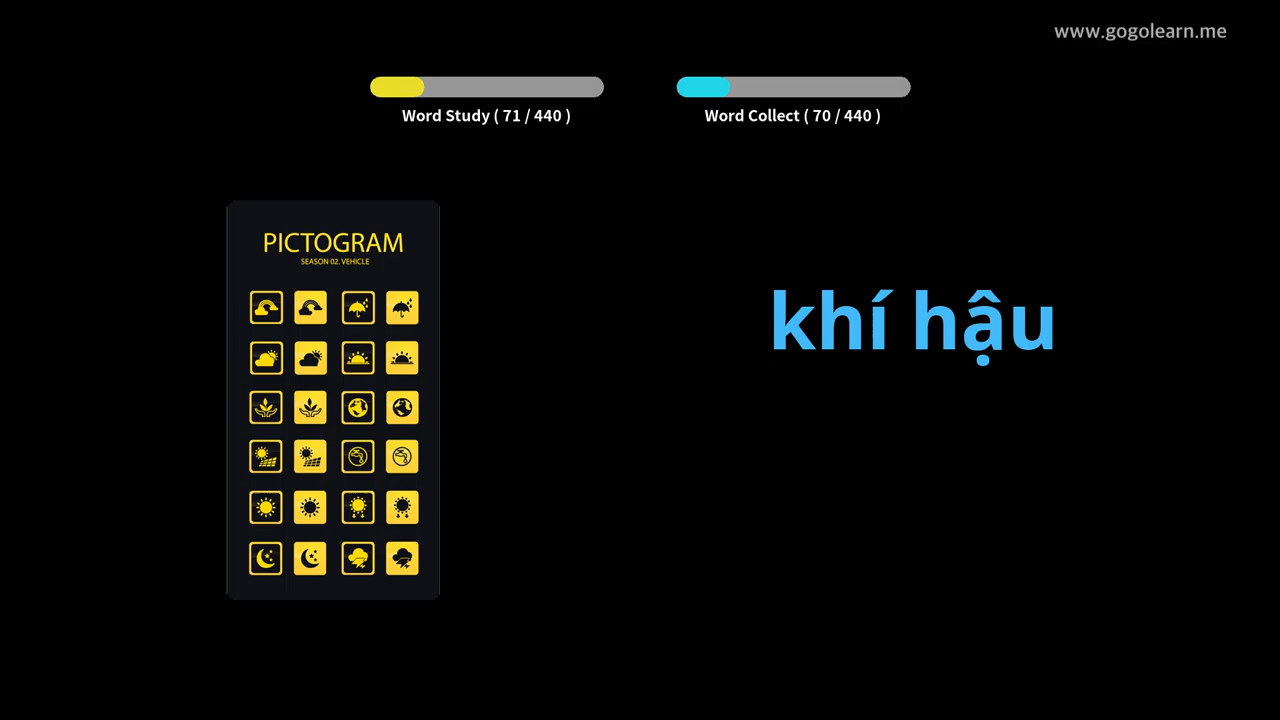 www.gogolearn.me
Word Study ( 71 / 440 )
Word Collect ( 70 / 440 )
PICTOGRAM
SEASON 02. VEHICLE
khí hậu